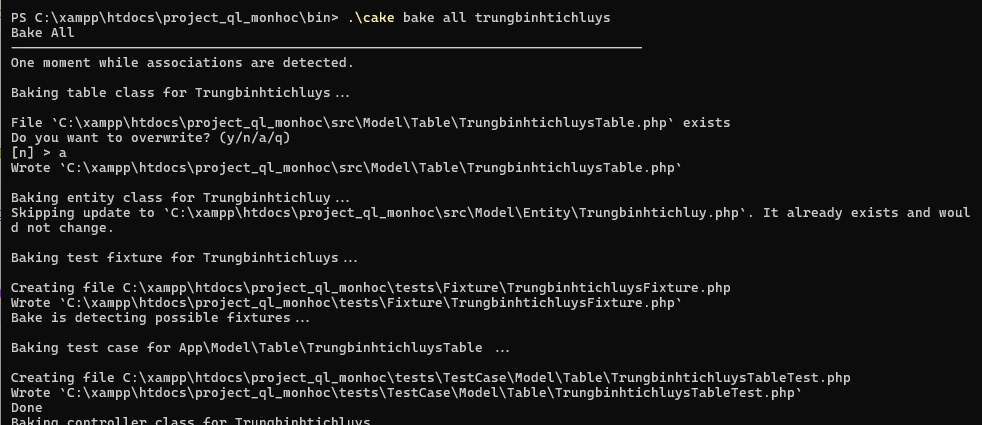 PS C:\xampp\htdocs\project_ql_monhoc\bin> .\cake bake all trungbinhtichluys
Bake All
One moment while associations are detected.
Baking table class for Trungbinhtichluys...
File `C:\xampp\htdocs\project_ql_monhoc\src\Model\Table\TrungbinhtichluysTable.php` exists
Do you want to overwrite? (y/n/a/q)
[n] > a
Wrote `C:\xampp\htdocs\project_ql_monhoc\src\Model\Table\TrungbinhtichluysTable.php`
Baking entity class for Trungbinhtichluy...
Skipping update to `C:\xampp\htdocs\project_ql_monhoc\src\Model\Entity\Trungbinhtichluy.php`. It already exists and woul
d not change.
Baking test fixture for Trungbinhtichluys...
Creating file C:\xampp\htdocs\project_ql_monhoc\tests\Fixture\TrungbinhtichluysFixture.php
Wrote `C:\xampp\htdocs\project_ql_monhoc\tests\Fixture\TrungbinhtichluysFixture.php`
Bake is detecting possible fixtures...
Baking test case for App\Model\Table\TrungbinhtichluysTable ...
Creating file C:\xampp\htdocs\project_ql_monhoc\tests\TestCase\Model\Table\TrungbinhtichluysTableTest.php
Wrote `C:\xampp\htdocs\project_ql_monhoc\tests\TestCase\Model\Table\TrungbinhtichluysTableTest.php`
Done
Baking controller class for Trungbinhtichluys